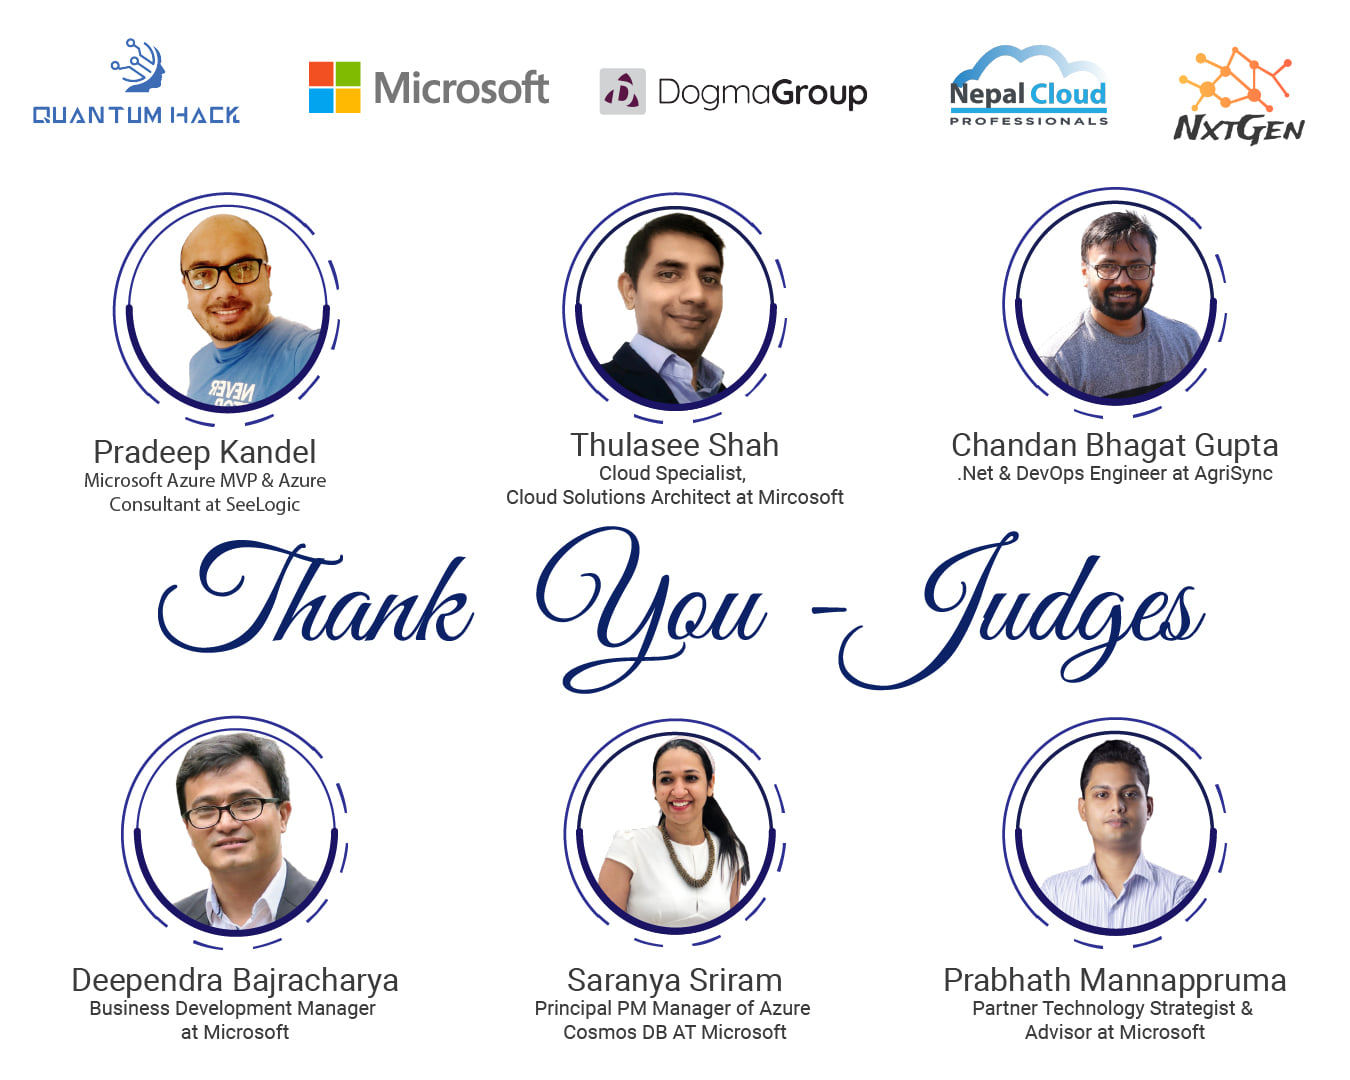 QUANTUM HACK
Microsoft
DogmaGroup
Nepal Cloud
PROFESSIONALS
NXTGEN
NEVER
Pradeep Kandel
Microsoft Azure MVP & Azure
Consultant at SeeLogic
Thulasee Shah
Cloud Specialist,
Cloud Solutions Architect at Mircosoft
Chandan Bhagat Gupta
.Net & DevOps Engineer at AgriSync
Thank You - Judges
Deependra Bajracharya
Business Development Manager
at Microsoft
Saranya Sriram
Principal PM Manager of Azure
Cosmos DB AT Microsoft
Prabhath Mannappruma
Partner Technology Strategist &
Advisor at Microsoft